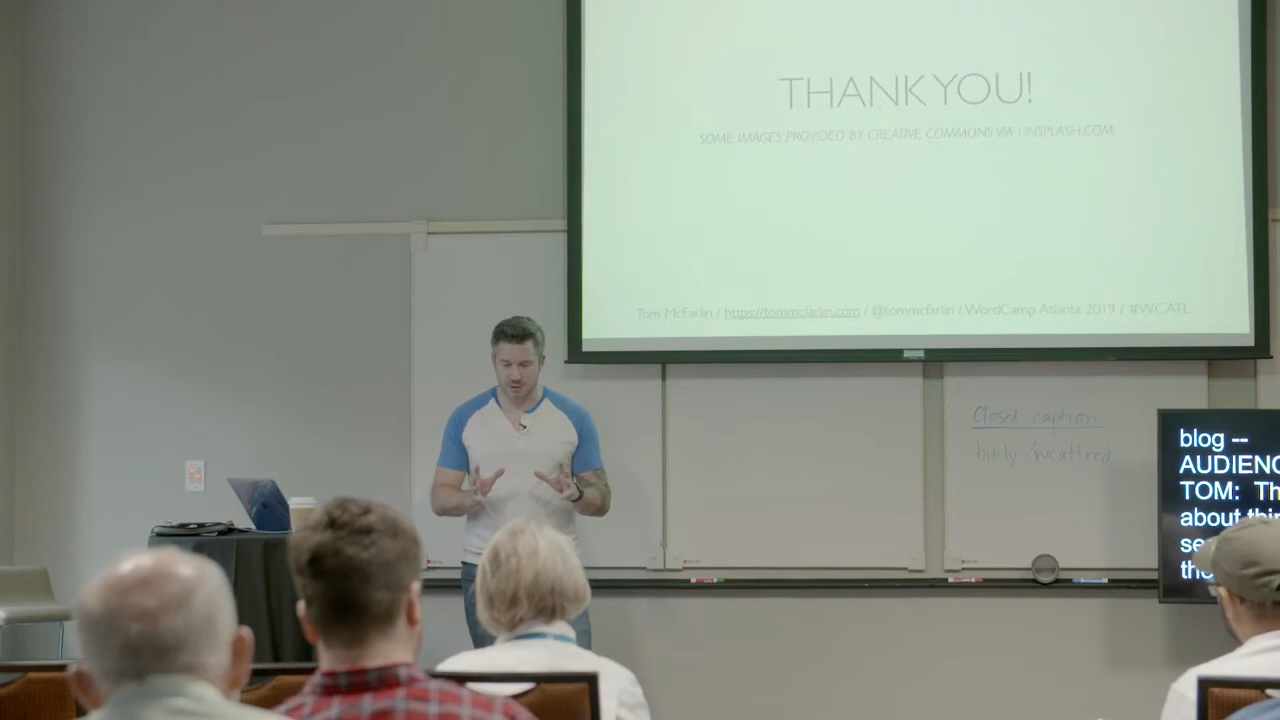 THANK YOU!
SOME IMAGES PROVIDED BY CREATIVE COMMONS VIA UNSPLASH.COM.
Tom McFarlin / https://tommcfarlin.com / @tommcfarlin / WordCamp Atlanta 2019 / #WCATL
Closed caption
bit.ly/wcatlred
blog --
AUDIENC
TOM: Th
about thin
se
the